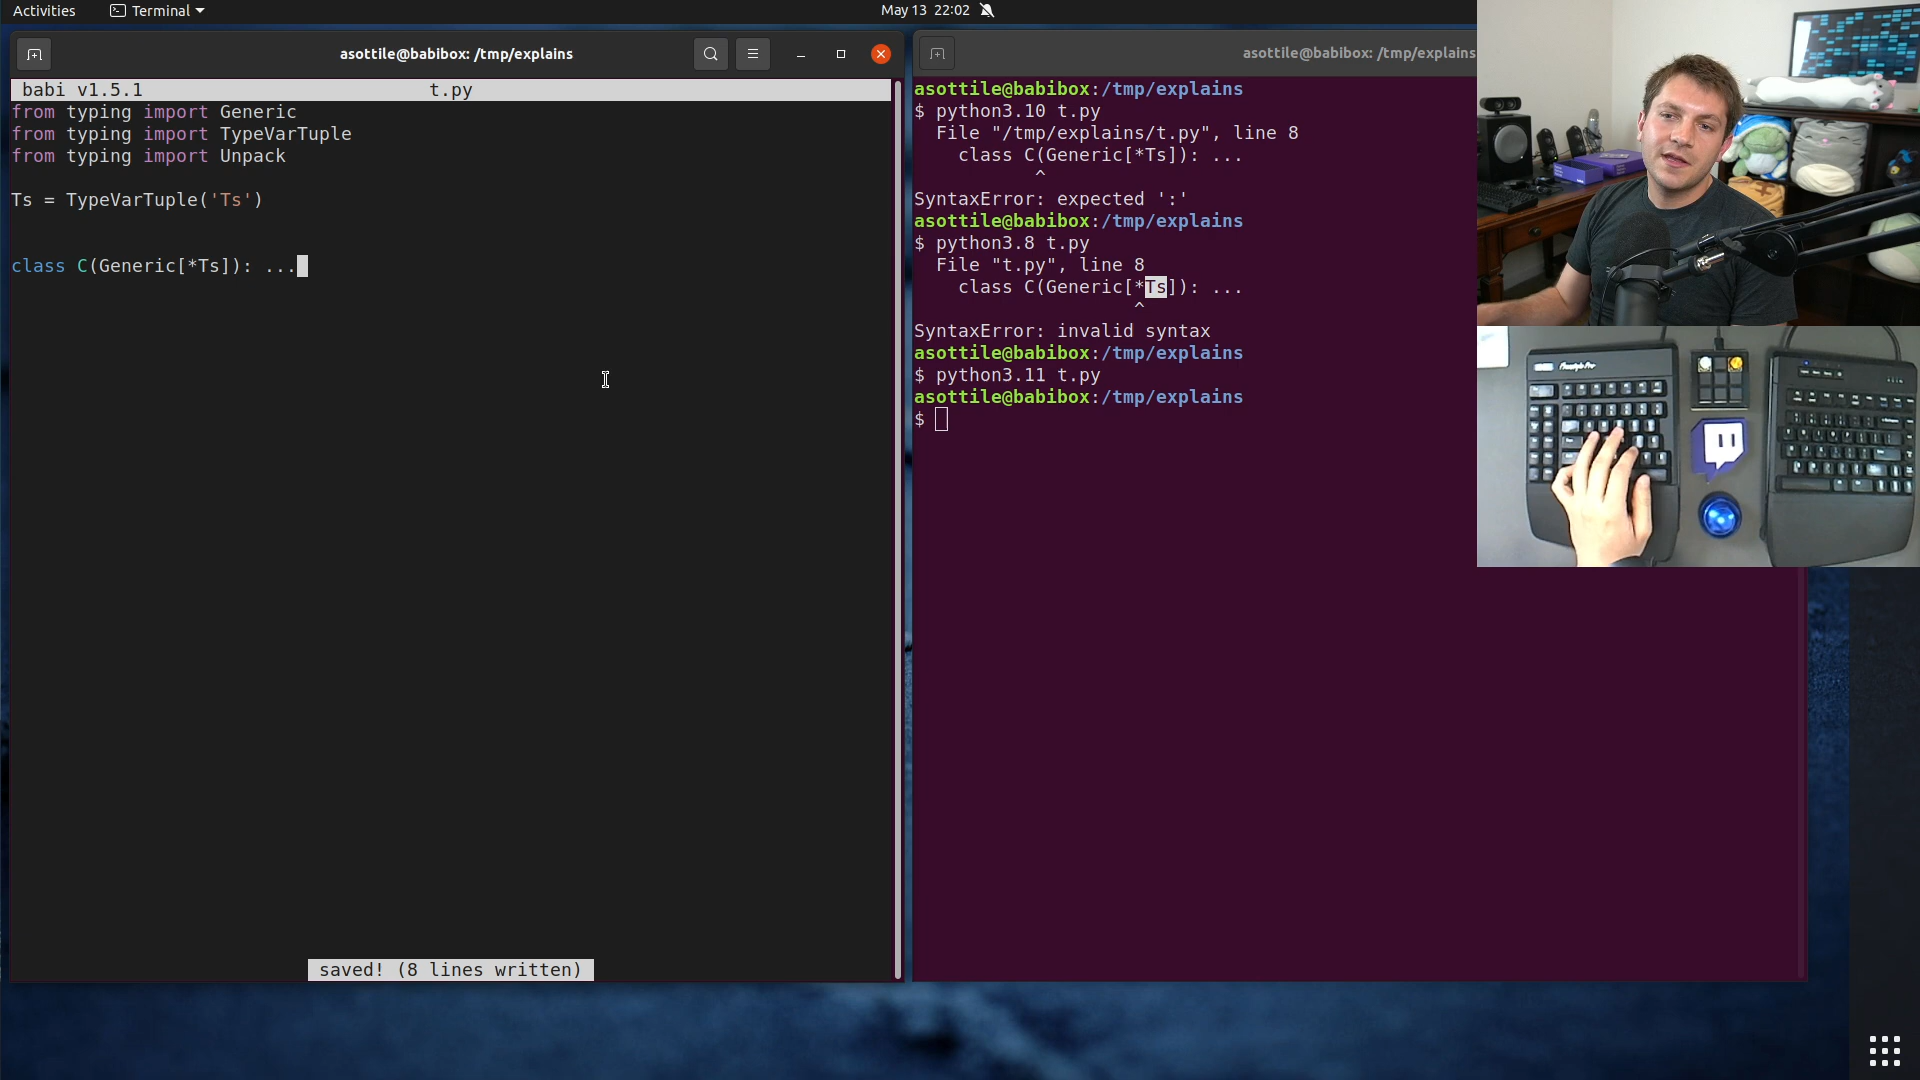 Activities
Terminal
May 13 22:02
asottile@babibox: /tmp/explains
babi v1.5.1 t.py
from typing import Generic
from typing import TypeVarTuple
from typing import Unpack
Ts = TypeVarTuple('Ts')
class C(Generic[*Ts]): ...
saved! (8 lines written)
asottile@babibox: /tmp/explains
asottile@babibox:/tmp/explains
$ python3.10 t.py
File "/tmp/explains/t.py", line 8
class C(Generic[*Ts]): ...
^
SyntaxError: expected ':'
asottile@babibox:/tmp/explains
$ python3.8 t.py
File "t.py", line 8
class C(Generic[*Ts]): ...
^
SyntaxError: invalid syntax
asottile@babibox:/tmp/explains
$ python3.11 t.py
asottile@babibox:/tmp/explains
$
Freestyle Pro